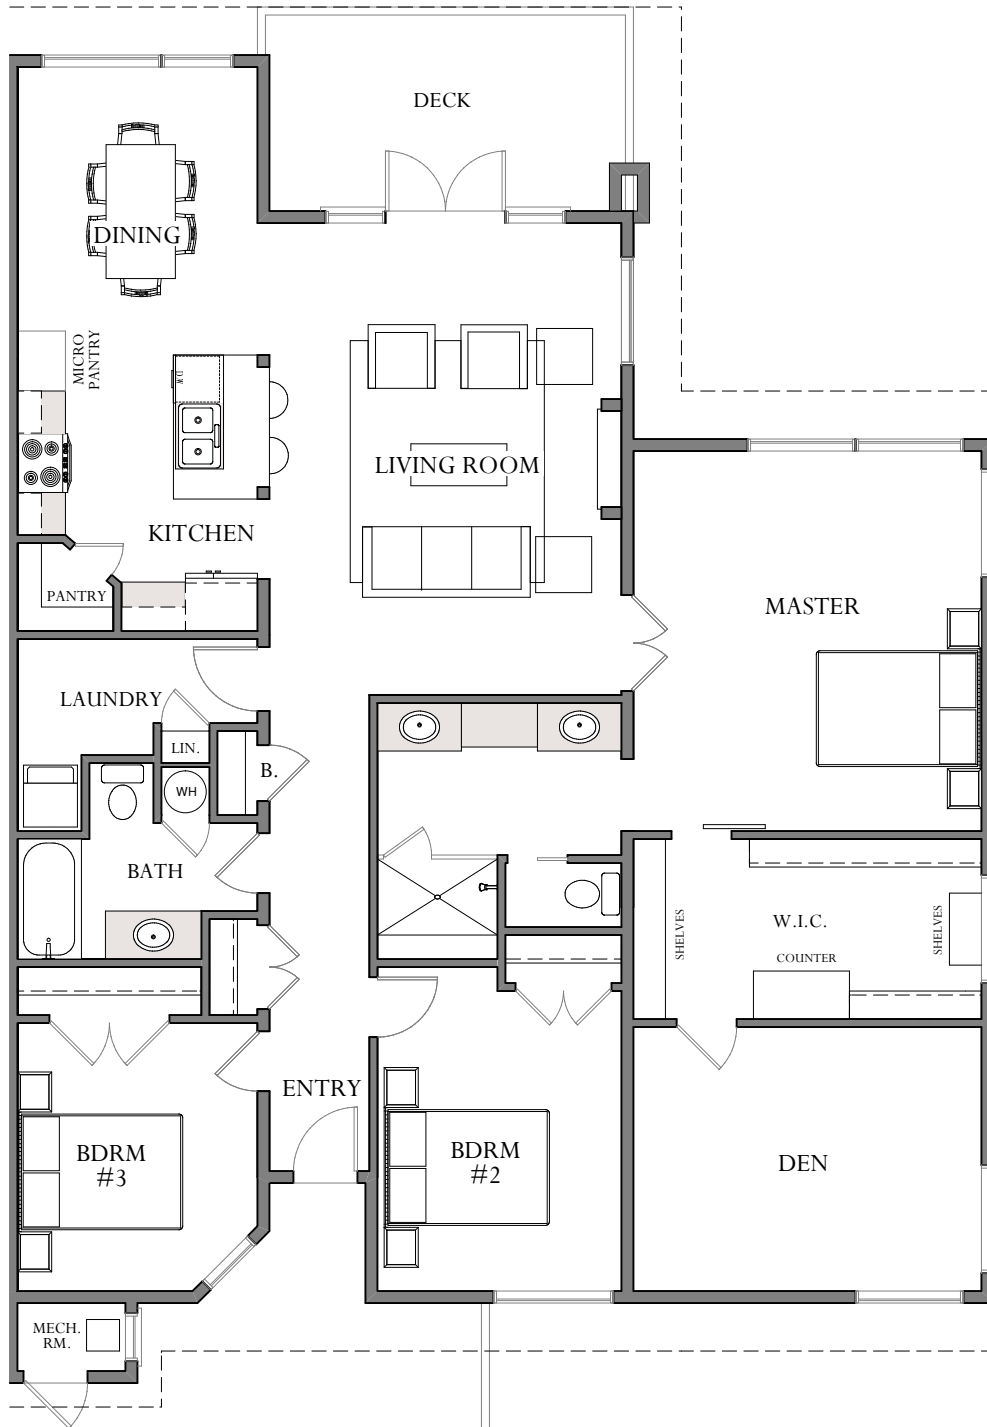 DECK
DINING
MICRO
PANTRY
D.W.
LIVING ROOM
KITCHEN
PANTRY
MASTER
LAUNDRY
LIN.
B.
WH
BATH
SHELVES
W.I.C.
SHELVES
COUNTER
ENTRY
BDRM
#3
BDRM
#2
DEN
MECH.
RM.